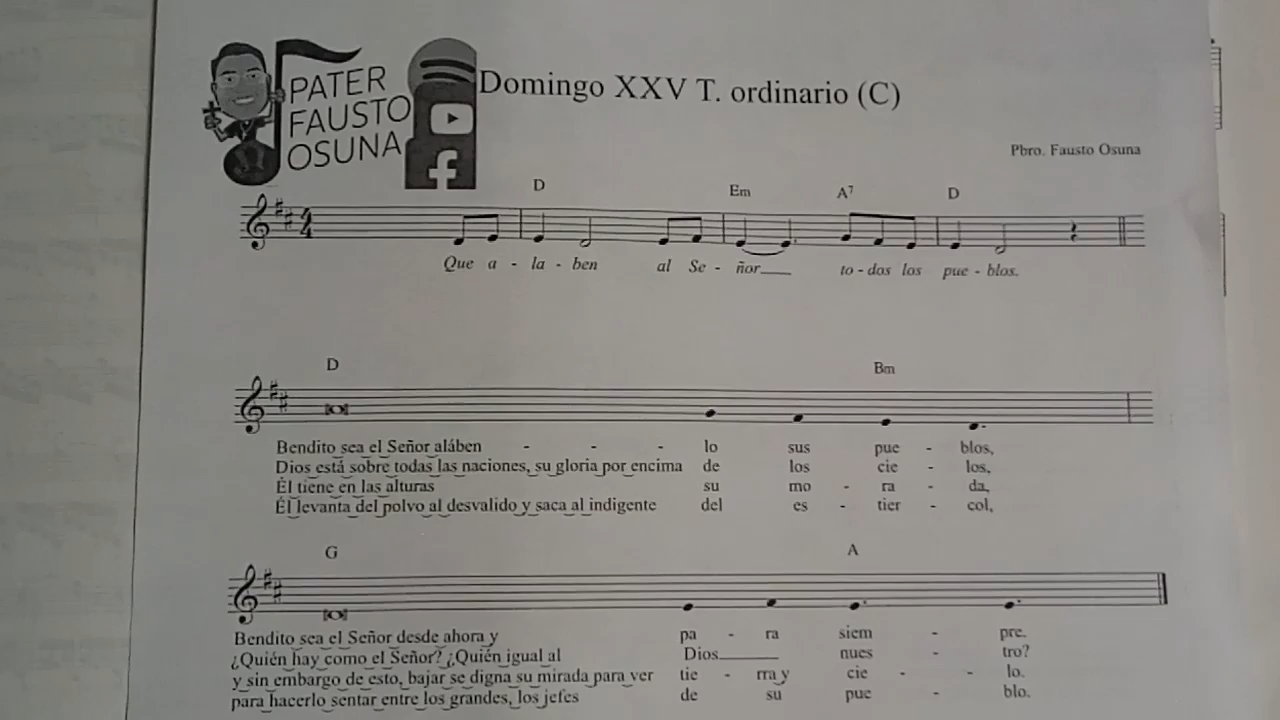 PATER
FAUSTO
OSUNA
Domingo XXV T. ordinario (C)
Pbro. Fausto Osuna
D Em A7 D
Que a - la - ben al Se - ñor___ to - dos los pue - blos.
D Bm
Bendito sea el Señor aláben - - - lo sus pue - blos,
Dios está sobre todas las naciones, su gloria por encima de los cie - los,
Él tiene en las alturas su mo - ra - da,
Él levanta del polvo al desvalido y saca al indigente del es - tier - col,
G A
Bendito sea el Señor desde ahora y pa - ra siem - pre.
¿Quién hay como el Señor? ¿Quién igual al Dios___ nues - tro?
y sin embargo de esto, bajar se digna su mirada para ver tie - rra y cie - - lo.
para hacerlo sentar entre los grandes, los jefes de su pue - blo.